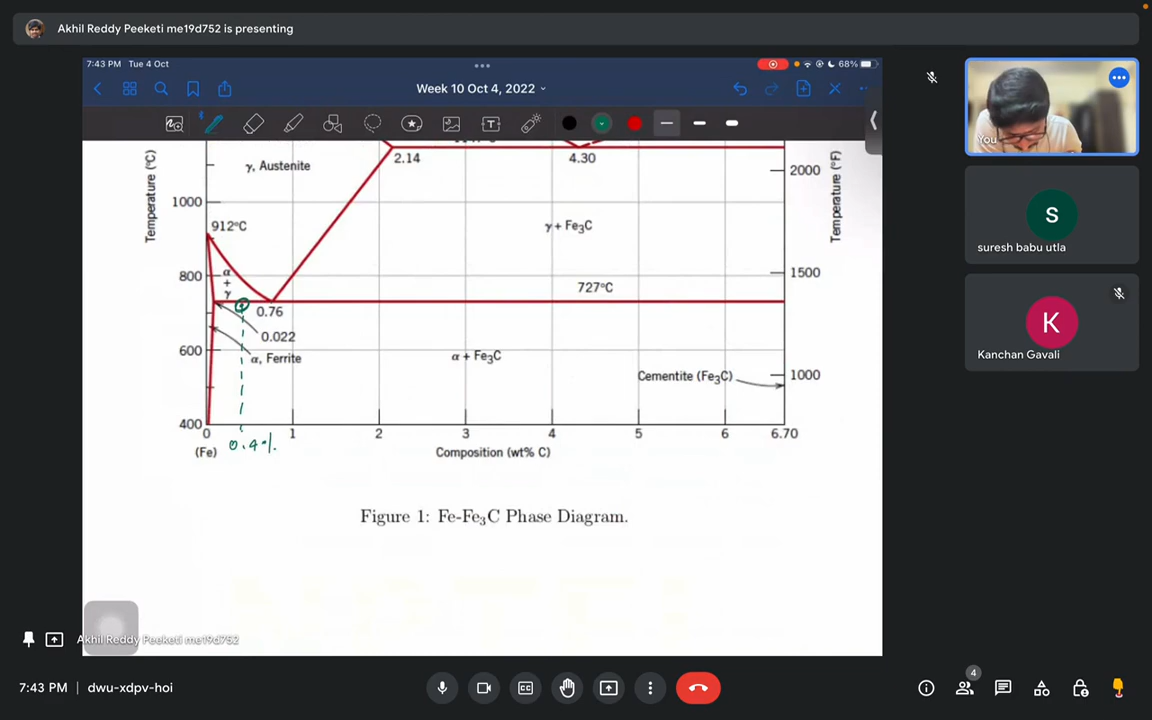 Akhil Reddy Peeketi me19d752 is presenting
7:43 PM Tue 4 Oct
68%
Week 10 Oct 4, 2022
Temperature (°C)
Temperature (°F)
γ, Austenite
2.14
4.30
2000
1000
912°C
γ + Fe3C
800
α
+
γ
1500
727°C
0.76
0.022
600
α, Ferrite
α + Fe3C
Cementite (Fe3C)
1000
400
0
1
2
3
4
5
6
6.70
0.4%
(Fe)
Composition (wt% C)
Figure 1: Fe-Fe3C Phase Diagram.
You
S
suresh babu utla
K
Kanchan Gavali
Akhil Reddy Peeketi me19d752
7:43 PM | dwu-xdpv-hoi
4